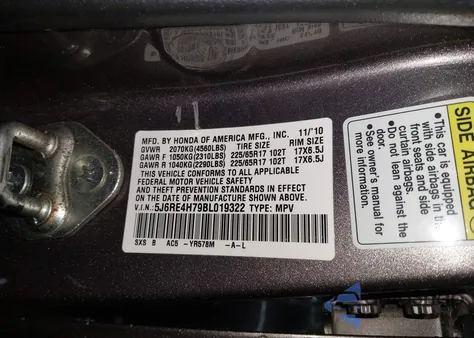 MFD. BY HONDA OF AMERICA MFG., INC. 11/'10
GVWR 2070KG(4560LBS) TIRE SIZE RIM SIZE
GAWR F 1050KG(2310LBS) 225/65R17 102T 17X6.5J
GAWR R 1040KG(2290LBS) 225/65R17 102T 17X6.5J
THIS VEHICLE CONFORMS TO ALL APPLICABLE
FEDERAL MOTOR VEHICLE SAFETY
AND THEFT PREVENTION STANDARDS IN EFFECT
ON THE DATE OF MANUFACTURE SHOWN ABOVE.
V.I.N.: 5J6RE4H79BL019322 TYPE: MPV
SXS B AC5 -YR578M -A-L
SIDE AIRBAG
•This car is equipped
with side airbags in the
front seats and side
curtain airbags.
•Do not lean against the
door.
•See owner's manual
for more information.